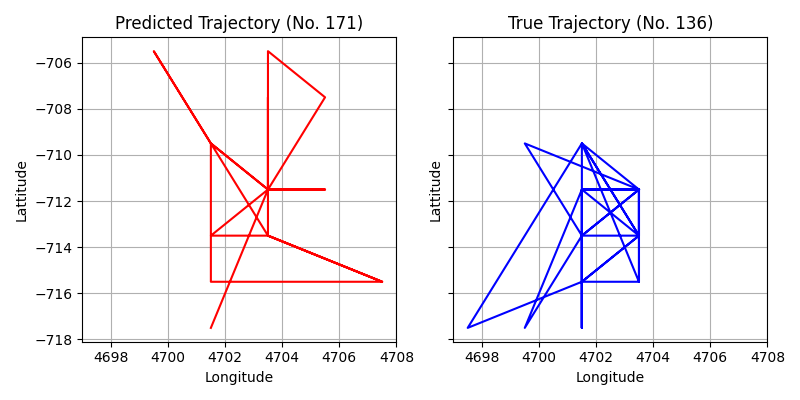 Predicted Trajectory (No. 171)
True Trajectory (No. 136)
Lattitude
−706
−708
−710
−712
−714
−716
−718
4698 4700 4702 4704 4706 4708
Longitude
Lattitude
4698 4700 4702 4704 4706 4708
Longitude